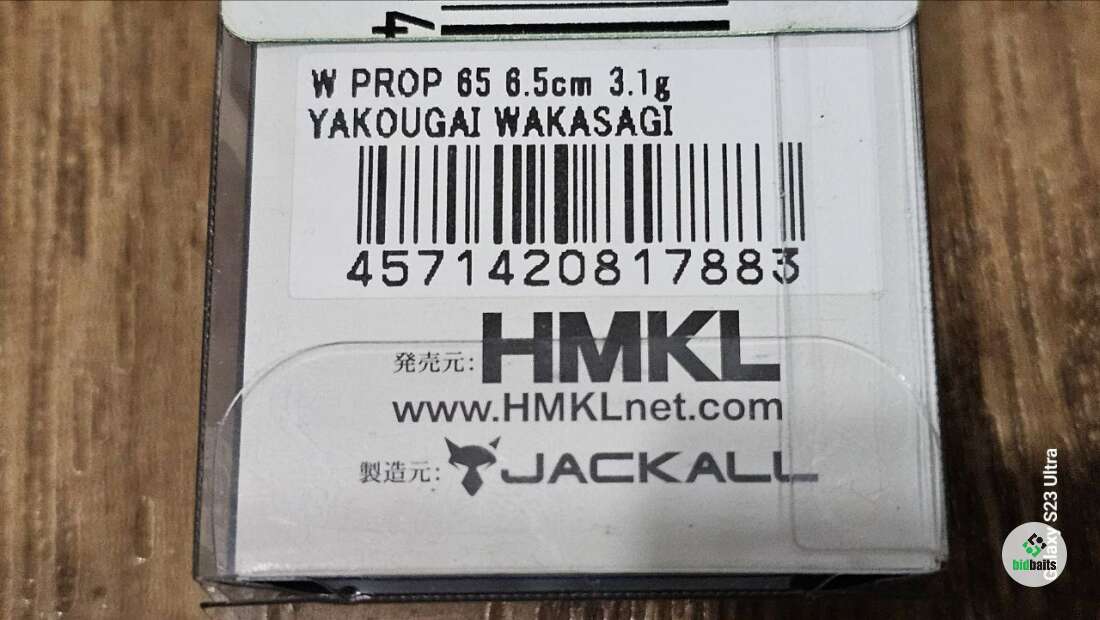 4
W PROP 65 6.5cm 3.1g
YAKOUGAI WAKASAGI
4571420817883
発売元: HMKL
www.HMKLnet.com
製造元: JACKALL
Galaxy S23 Ultra
bidbaits